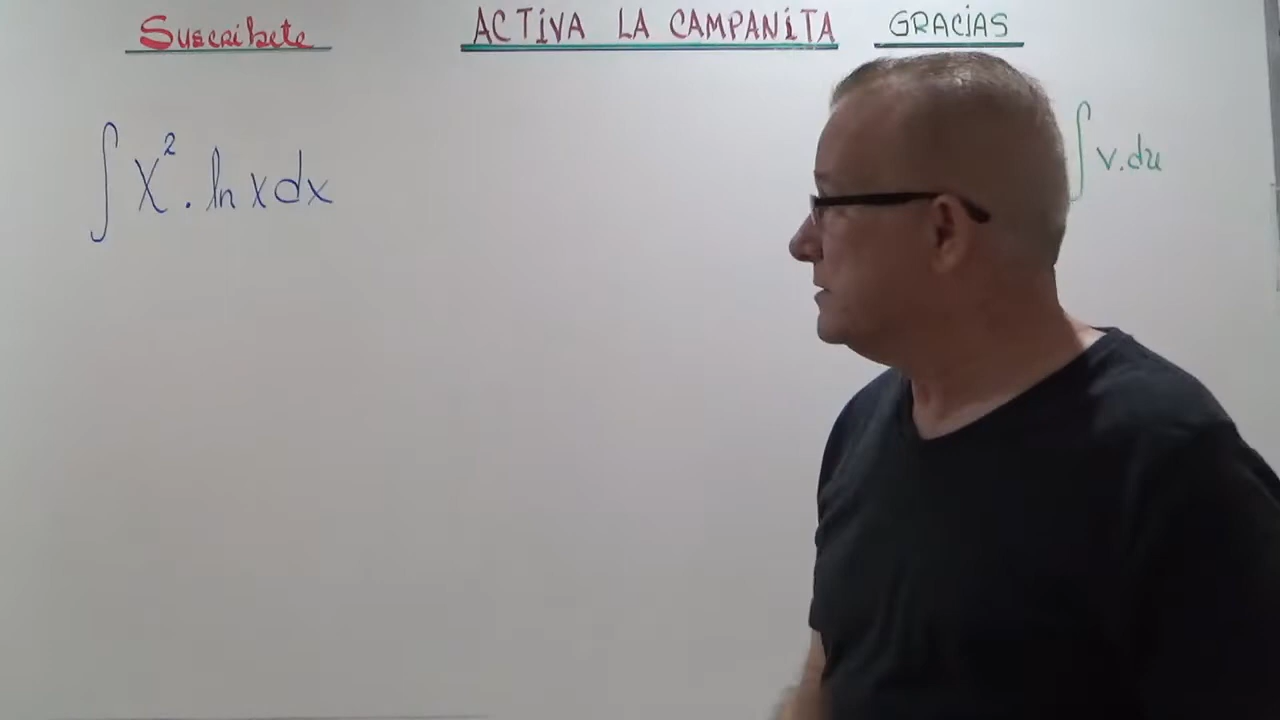 Suscribete ACTIVA LA CAMPANITA GRACIAS
∫ x² . ln x dx
∫ v.du